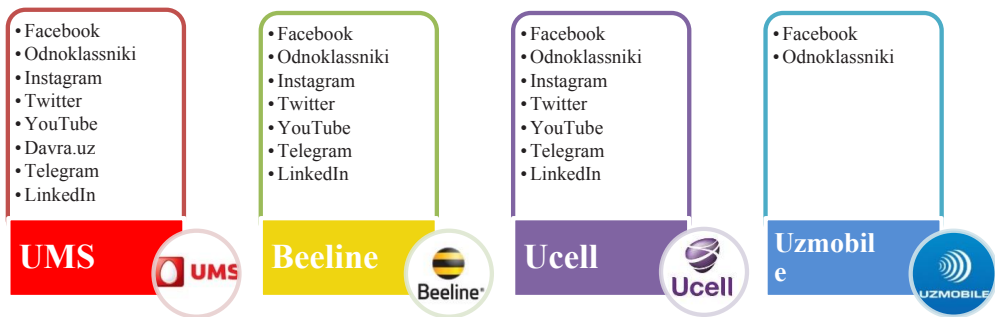 • Facebook
• Odnoklassniki
• Instagram
• Twitter
• YouTube
• Davra.uz
• Telegram
• LinkedIn
UMS
UMS
• Facebook
• Odnoklassniki
• Instagram
• Twitter
• YouTube
• Telegram
• LinkedIn
Beeline
Beeline®
• Facebook
• Odnoklassniki
• Instagram
• Twitter
• YouTube
• Telegram
• LinkedIn
Ucell
Ucell
• Facebook
• Odnoklassniki
Uzmobil
e
UZMOBILE